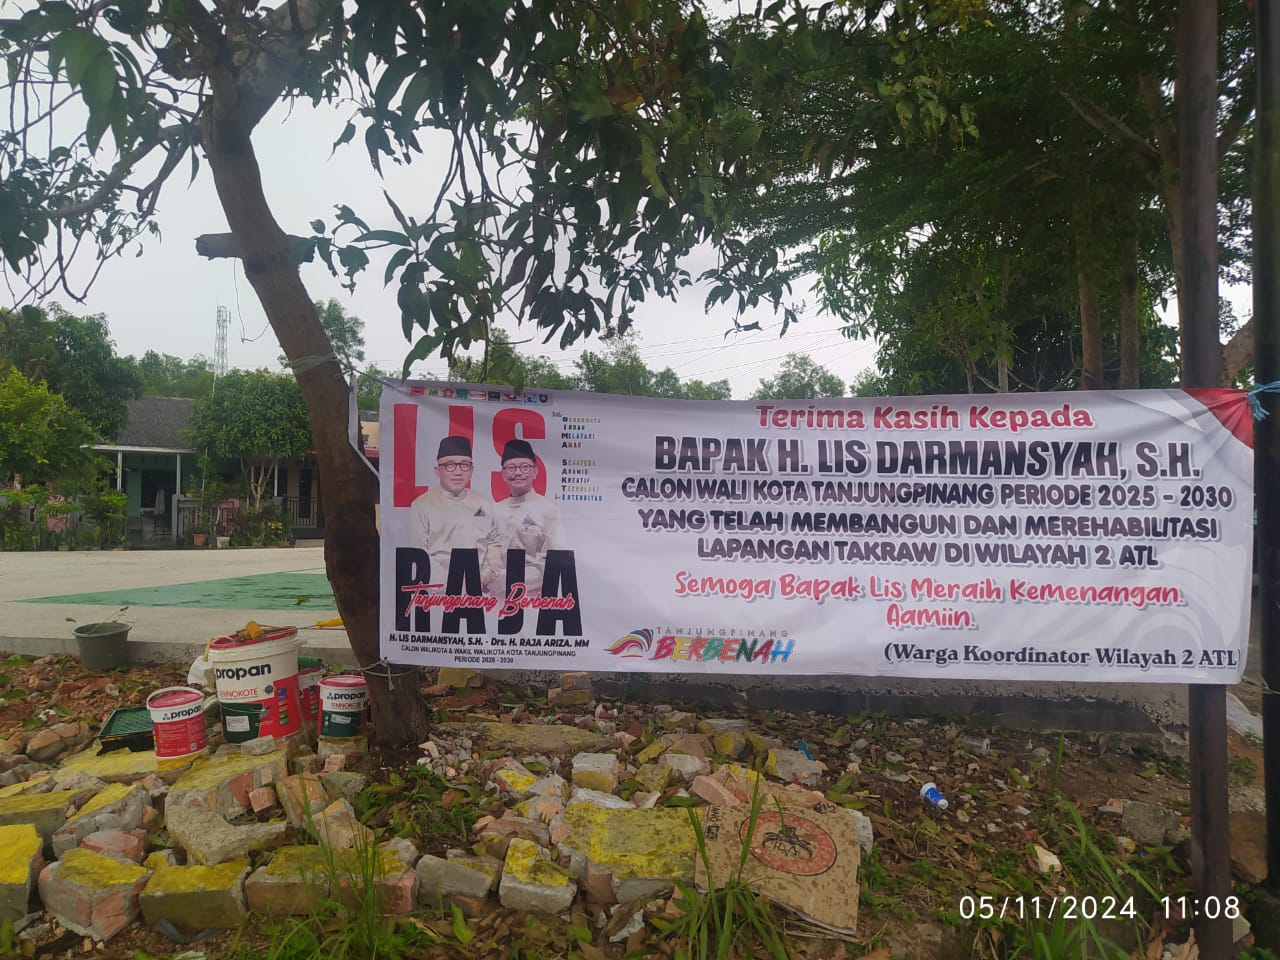 LIS
RAJA
Tanjungpinang Berbenah
H. LIS DARMANSYAH, S.H. - Drs. H. RAJA ARIZA. MM
CALON WALIKOTA & WAKIL WALIKOTA KOTA TANJUNGPINANG
PERIODE 2025 - 2030
Terima Kasih Kepada
BAPAK H. LIS DARMANSYAH, S.H.
CALON WALI KOTA TANJUNGPINANG PERIODE 2025 - 2030
YANG TELAH MEMBANGUN DAN MEREHABILITASI
LAPANGAN TAKRAW DI WILAYAH 2 ATL
Semoga Bapak Lis Meraih Kemenangan.
Aamiin.
TANJUNGPINANG
BERBENAH
(Warga Koordinator Wilayah 2 ATL)
propan
propan
propan
05/11/2024 11:08